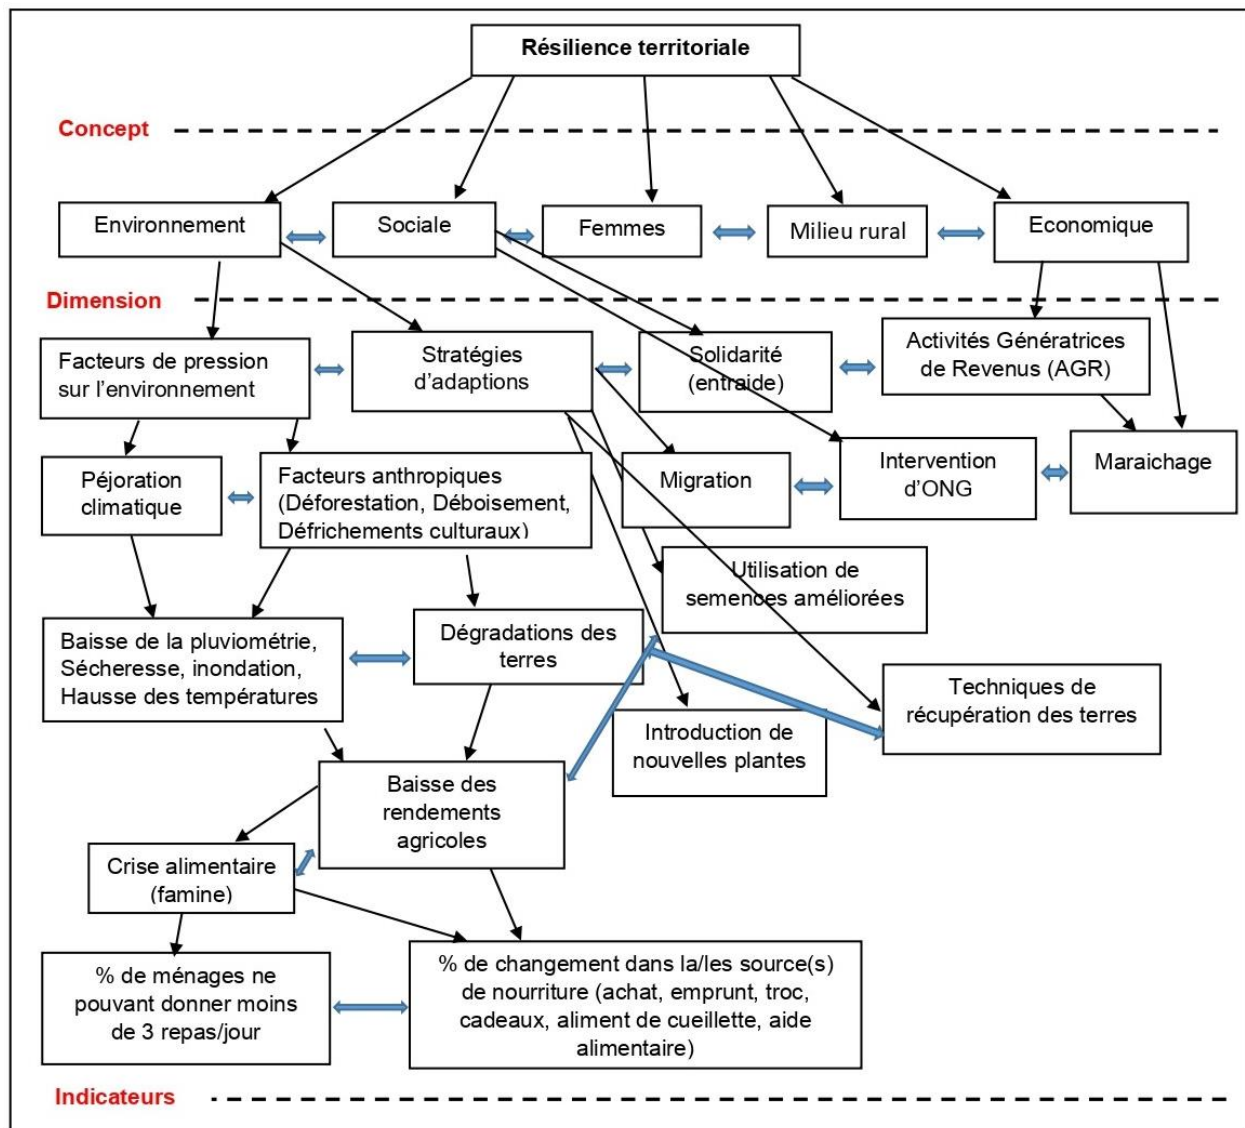 Résilience territoriale
Concept
Environnement
Sociale
Femmes
Milieu rural
Economique
Dimension
Facteurs de pression
sur l'environnement
Stratégies
d'adaptions
Solidarité
(entraide)
Activités Génératrices
de Revenus (AGR)
Péjoration
climatique
Facteurs anthropiques
(Déforestation, Déboisement,
Défrichements culturaux)
Migration
Intervention
d'ONG
Maraichage
Utilisation de
semences améliorées
Baisse de la pluviométrie,
Sécheresse, inondation,
Hausse des températures
Dégradations des
terres
Techniques de
récupération des terres
Introduction de
nouvelles plantes
Baisse des
rendements
agricoles
Crise alimentaire
(famine)
% de ménages ne
pouvant donner moins
de 3 repas/jour
% de changement dans la/les source(s)
de nourriture (achat, emprunt, troc,
cadeaux, aliment de cueillette, aide
alimentaire)
Indicateurs